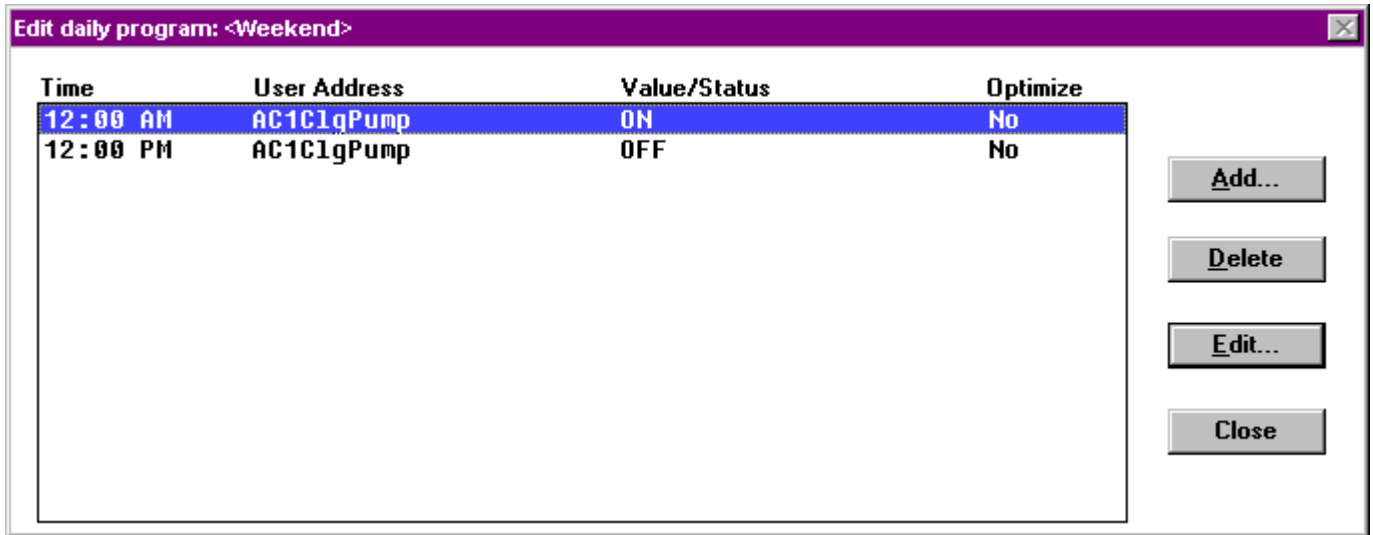 Edit daily program: <Weekend>
Time User Address Value/Status Optimize
12:00 AM AC1ClgPump ON No
12:00 PM AC1ClgPump OFF No
Add...
Delete
Edit...
Close